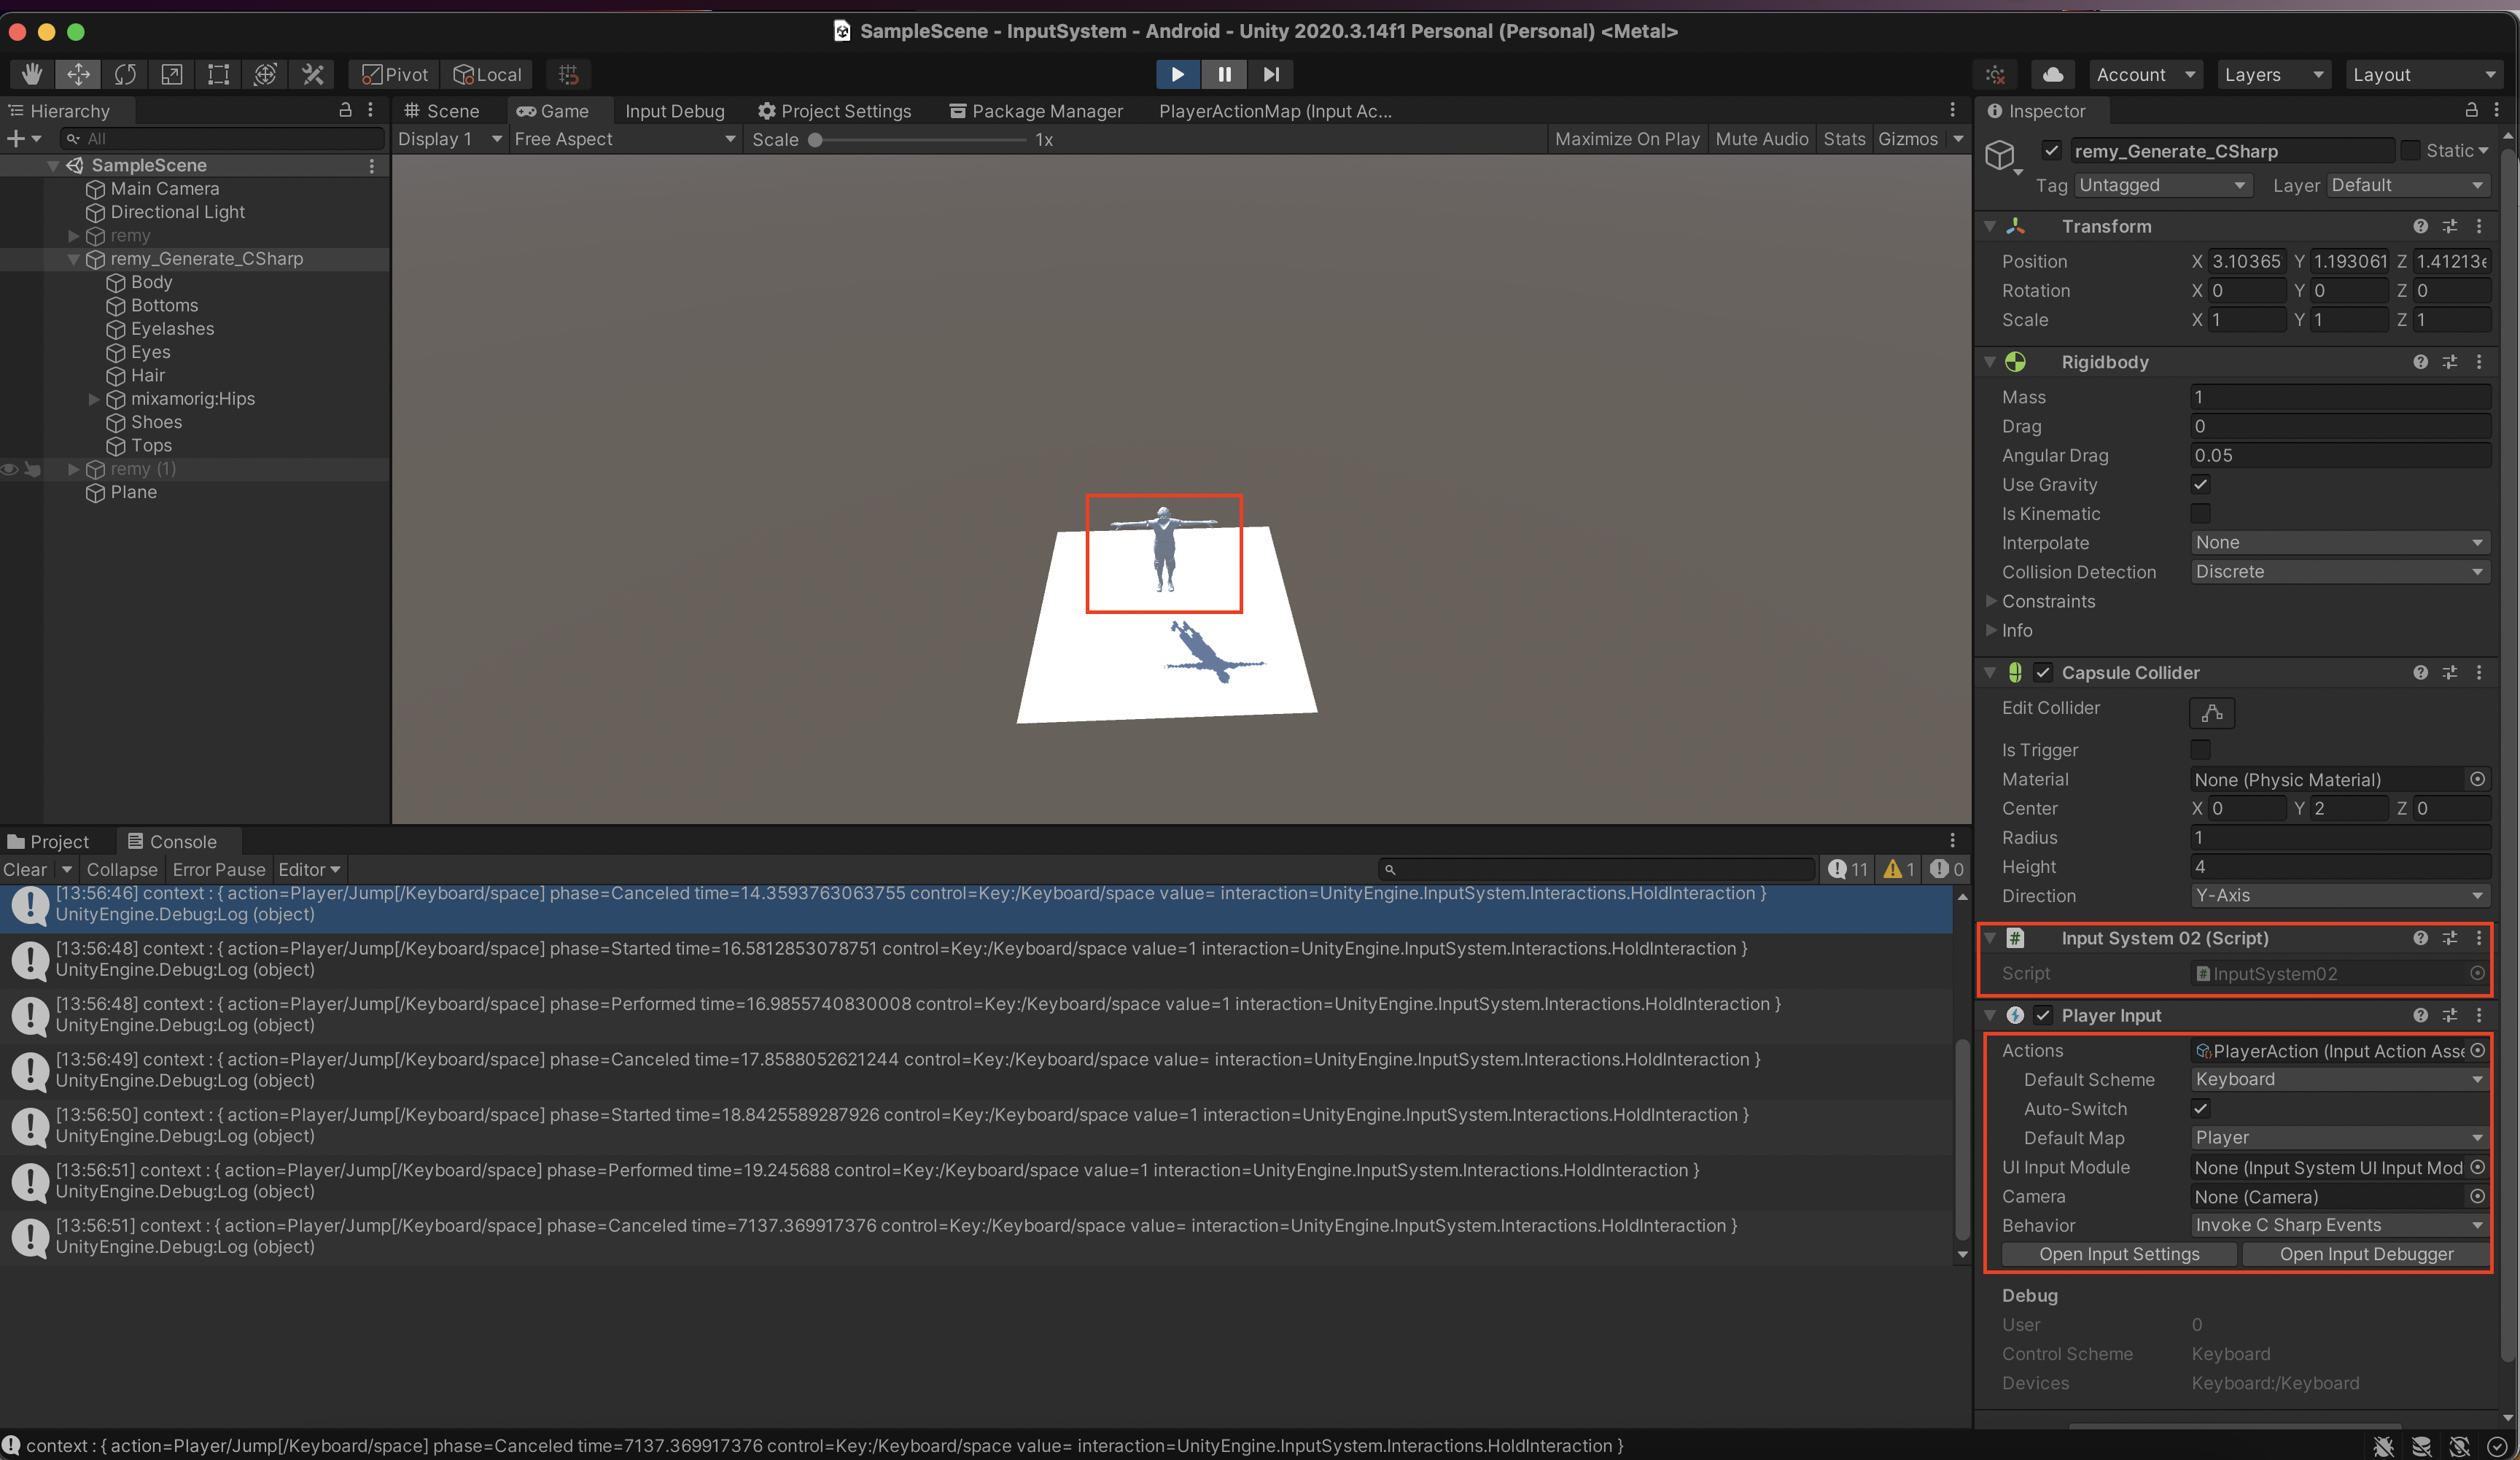 SampleScene - InputSystem - Android - Unity 2020.3.14f1 Personal (Personal) <Metal>
Pivot Local
Account Layers Layout
Hierarchy
All
SampleScene
Main Camera
Directional Light
remy
remy_Generate_CSharp
Body
Bottoms
Eyelashes
Eyes
Hair
mixamorig:Hips
Shoes
Tops
remy (1)
Plane
Scene Game Input Debug Project Settings Package Manager PlayerActionMap (Input Ac...
Display 1 Free Aspect Scale 1x Maximize On Play Mute Audio Stats Gizmos
Project Console
Clear Collapse Error Pause Editor 11 1 0
[13:56:46] context : { action=Player/Jump[/Keyboard/space] phase=Canceled time=14.3593763063755 control=Key:/Keyboard/space value= interaction=UnityEngine.InputSystem.Interactions.HoldInteraction }
UnityEngine.Debug:Log (object)
[13:56:48] context : { action=Player/Jump[/Keyboard/space] phase=Started time=16.5812853078751 control=Key:/Keyboard/space value=1 interaction=UnityEngine.InputSystem.Interactions.HoldInteraction }
UnityEngine.Debug:Log (object)
[13:56:48] context : { action=Player/Jump[/Keyboard/space] phase=Performed time=16.9855740830008 control=Key:/Keyboard/space value=1 interaction=UnityEngine.InputSystem.Interactions.HoldInteraction }
UnityEngine.Debug:Log (object)
[13:56:49] context : { action=Player/Jump[/Keyboard/space] phase=Canceled time=17.8588052621244 control=Key:/Keyboard/space value= interaction=UnityEngine.InputSystem.Interactions.HoldInteraction }
UnityEngine.Debug:Log (object)
[13:56:50] context : { action=Player/Jump[/Keyboard/space] phase=Started time=18.8425589287926 control=Key:/Keyboard/space value=1 interaction=UnityEngine.InputSystem.Interactions.HoldInteraction }
UnityEngine.Debug:Log (object)
[13:56:51] context : { action=Player/Jump[/Keyboard/space] phase=Performed time=19.245688 control=Key:/Keyboard/space value=1 interaction=UnityEngine.InputSystem.Interactions.HoldInteraction }
UnityEngine.Debug:Log (object)
[13:56:51] context : { action=Player/Jump[/Keyboard/space] phase=Canceled time=7137.369917376 control=Key:/Keyboard/space value= interaction=UnityEngine.InputSystem.Interactions.HoldInteraction }
UnityEngine.Debug:Log (object)
Inspector
remy_Generate_CSharp Static
Tag Untagged Layer Default
Transform
Position X 3.10365 Y 1.193061 Z 1.41213e
Rotation X 0 Y 0 Z 0
Scale X 1 Y 1 Z 1
Rigidbody
Mass 1
Drag 0
Angular Drag 0.05
Use Gravity
Is Kinematic
Interpolate None
Collision Detection Discrete
Constraints
Info
Capsule Collider
Edit Collider
Is Trigger
Material None (Physic Material)
Center X 0 Y 2 Z 0
Radius 1
Height 4
Direction Y-Axis
Input System 02 (Script)
Script InputSystem02
Player Input
Actions PlayerAction (Input Action Asse
Default Scheme Keyboard
Auto-Switch
Default Map Player
UI Input Module None (Input System UI Input Mod
Camera None (Camera)
Behavior Invoke C Sharp Events
Open Input Settings Open Input Debugger
Debug
User 0
Control Scheme Keyboard
Devices Keyboard:/Keyboard
context : { action=Player/Jump[/Keyboard/space] phase=Canceled time=7137.369917376 control=Key:/Keyboard/space value= interaction=UnityEngine.InputSystem.Interactions.HoldInteraction }